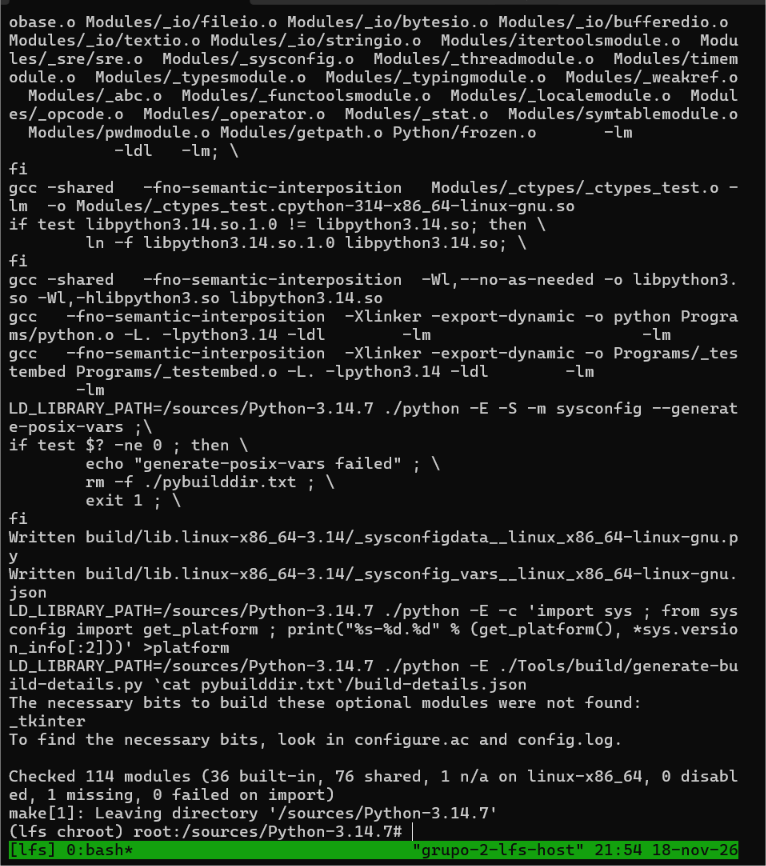 obase.o Modules/_io/fileio.o Modules/_io/bytesio.o Modules/_io/bufferedio.o
Modules/_io/textio.o Modules/_io/stringio.o  Modules/itertoolsmodule.o  Modu
les/_sre/sre.o  Modules/_sysconfig.o  Modules/_threadmodule.o  Modules/timem
odule.o  Modules/_typesmodule.o  Modules/_typingmodule.o  Modules/_weakref.o
  Modules/_abc.o  Modules/_functoolsmodule.o  Modules/_localemodule.o  Modul
es/_opcode.o  Modules/_operator.o  Modules/_stat.o  Modules/symtablemodule.o
  Modules/pwdmodule.o Modules/getpath.o Python/frozen.o       -lm
           -ldl   -lm; \
fi
gcc -shared   -fno-semantic-interposition   Modules/_ctypes/_ctypes_test.o -
lm  -o Modules/_ctypes_test.cpython-314-x86_64-linux-gnu.so
if test libpython3.14.so.1.0 != libpython3.14.so; then \
        ln -f libpython3.14.so.1.0 libpython3.14.so; \
fi
gcc -shared   -fno-semantic-interposition  -Wl,--no-as-needed -o libpython3.
so -Wl,-hlibpython3.so libpython3.14.so
gcc   -fno-semantic-interposition  -Xlinker -export-dynamic -o python Progra
ms/python.o -L. -lpython3.14 -ldl        -lm                      -lm
gcc   -fno-semantic-interposition  -Xlinker -export-dynamic -o Programs/_tes
tembed Programs/_testembed.o -L. -lpython3.14 -ldl        -lm
       -lm
LD_LIBRARY_PATH=/sources/Python-3.14.7 ./python -E -S -m sysconfig --generat
e-posix-vars ;\
if test $? -ne 0 ; then \
        echo "generate-posix-vars failed" ; \
        rm -f ./pybuilddir.txt ; \
        exit 1 ; \
fi
Written build/lib.linux-x86_64-3.14/_sysconfigdata__linux_x86_64-linux-gnu.p
y
Written build/lib.linux-x86_64-3.14/_sysconfig_vars__linux_x86_64-linux-gnu.
json
LD_LIBRARY_PATH=/sources/Python-3.14.7 ./python -E -c 'import sys ; from sys
config import get_platform ; print("%s-%d.%d" % (get_platform(), *sys.versio
n_info[:2]))' >platform
LD_LIBRARY_PATH=/sources/Python-3.14.7 ./python -E ./Tools/build/generate-bu
ild-details.py `cat pybuilddir.txt`/build-details.json
The necessary bits to build these optional modules were not found:
_tkinter
To find the necessary bits, look in configure.ac and config.log.

Checked 114 modules (36 built-in, 76 shared, 1 n/a on linux-x86_64, 0 disabl
ed, 1 missing, 0 failed on import)
make[1]: Leaving directory '/sources/Python-3.14.7'
(lfs chroot) root:/sources/Python-3.14.7#
[lfs] 0:bash*                             "grupo-2-lfs-host" 21:54 18-nov-26